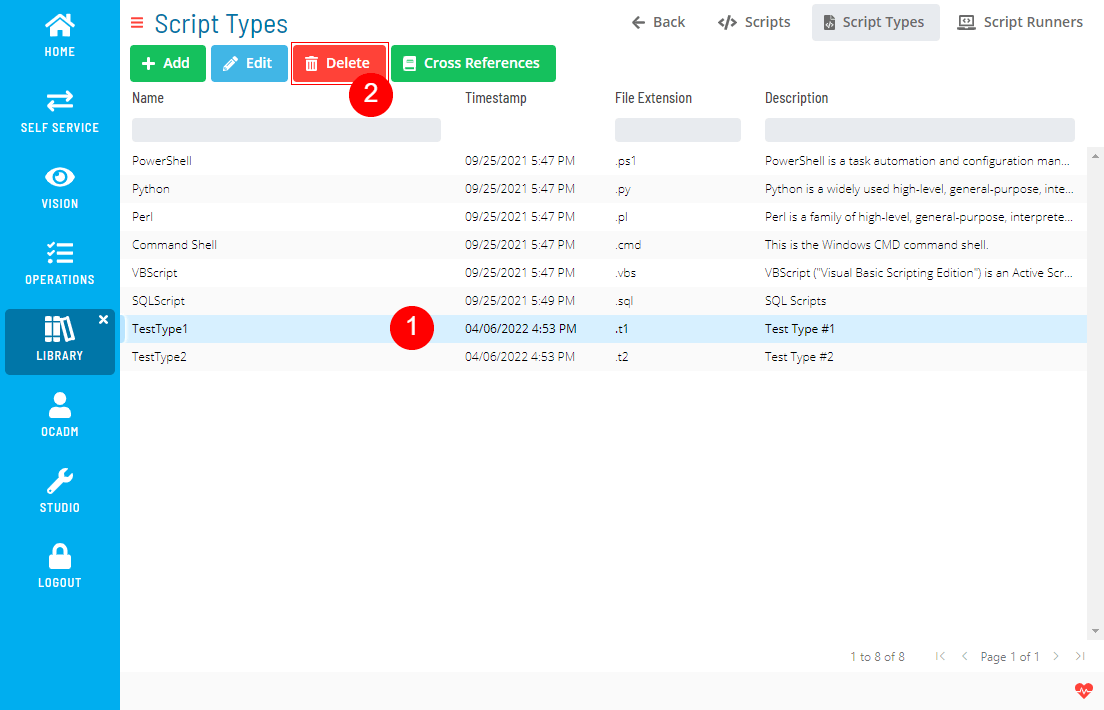 HOME
SELF SERVICE
VISION
OPERATIONS
LIBRARY
OCADM
STUDIO
LOGOUT
Script Types
Back
Scripts
Script Types
Script Runners
Add
Edit
Delete
Cross References
2
Name Timestamp File Extension Description
PowerShell 09/25/2021 5:47 PM .ps1 PowerShell is a task automation and configuration man...
Python 09/25/2021 5:47 PM .py Python is a widely used high-level, general-purpose, inte...
Perl 09/25/2021 5:47 PM .pl Perl is a family of high-level, general-purpose, interprete...
Command Shell 09/25/2021 5:47 PM .cmd This is the Windows CMD command shell.
VBScript 09/25/2021 5:47 PM .vbs VBScript ("Visual Basic Scripting Edition") is an Active Scr...
SQLScript 09/25/2021 5:49 PM .sql SQL Scripts
TestType1 1 04/06/2022 4:53 PM .t1 Test Type #1
TestType2 04/06/2022 4:53 PM .t2 Test Type #2
1 to 8 of 8 Page 1 of 1